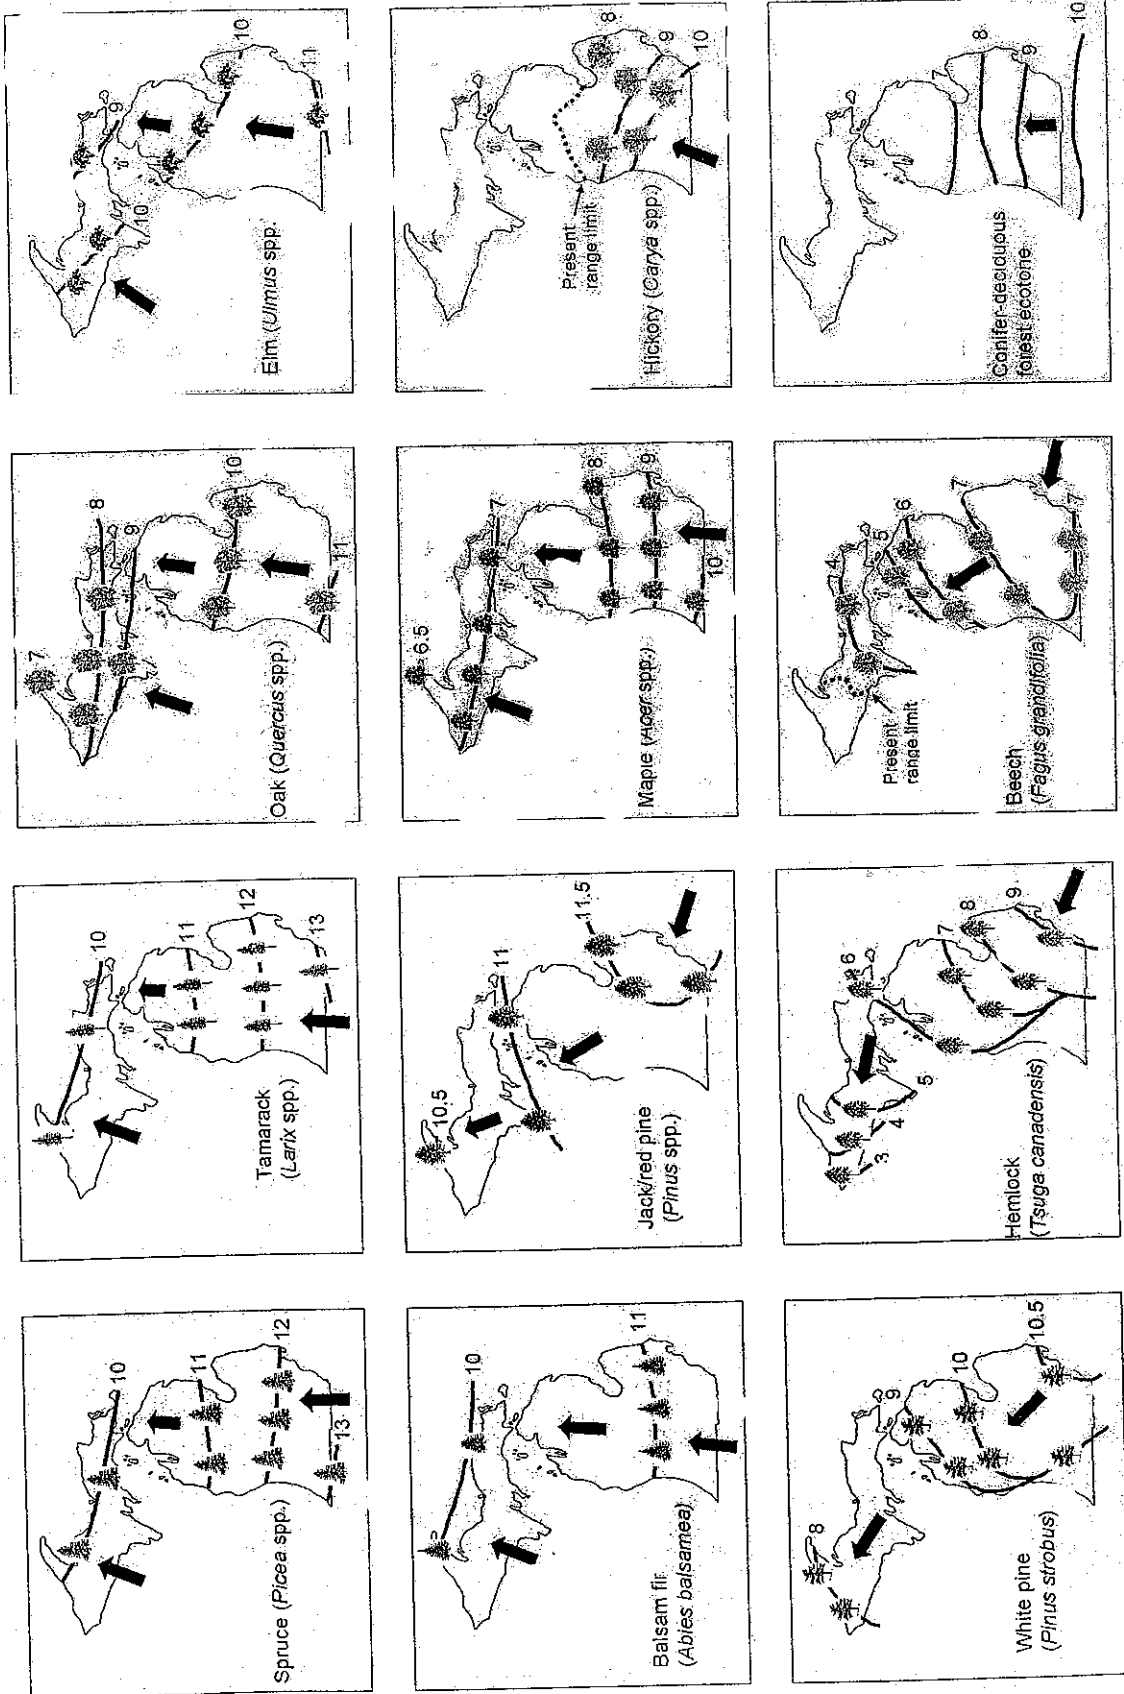 Spruce (Picea spp.)
10
11
12
13
Tamarack
(Larix spp.)
10
11
12
13
Oak (Quercus spp.)
7
8
9
10
11
Elm (Ulmus spp.)
9
10
10
11
Balsam fir
(Abies balsamea)
10
11
Jack/red pine
(Pinus spp.)
10.5
11
11.5
Maple (Acer spp.)
6.5
7
8
9
10
Hickory (Carya spp.)
Present
range limit
8
9
10
White pine
(Pinus strobus)
8
9
10
10.5
Hemlock
(Tsuga canadensis)
3
4
5
6
7
8
9
Beech
(Fagus grandifolia)
Present
range limit
4
5
6
7
7
Conifer-deciduous
forest ecotone
7
8
9
10